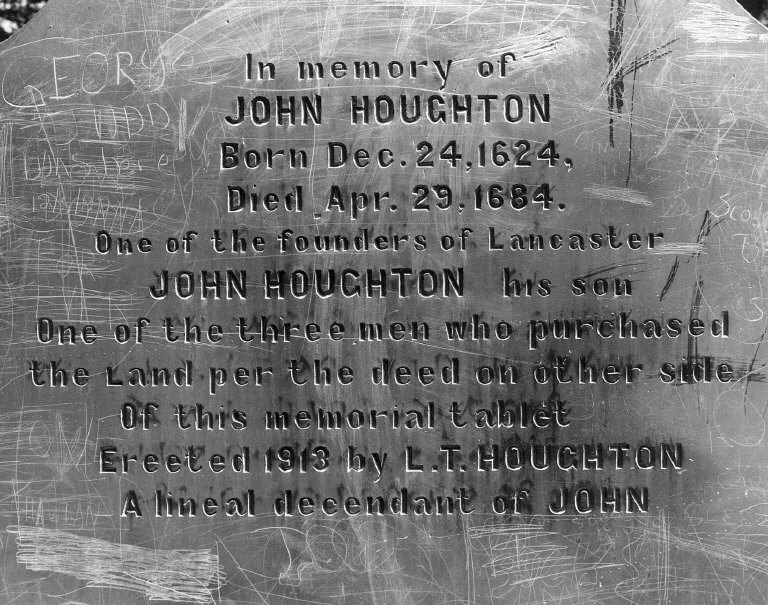 In memory of
JOHN HOUGHTON
Born Dec. 24, 1624,
Died Apr. 29, 1684.
One of the founders of Lancaster
JOHN HOUGHTON his son
One of the three men who purchased
the Land per the deed on other side
Of this memorial tablet
Erected 1913 by L.T. HOUGHTON
A lineal decendant of JOHN
GEORG